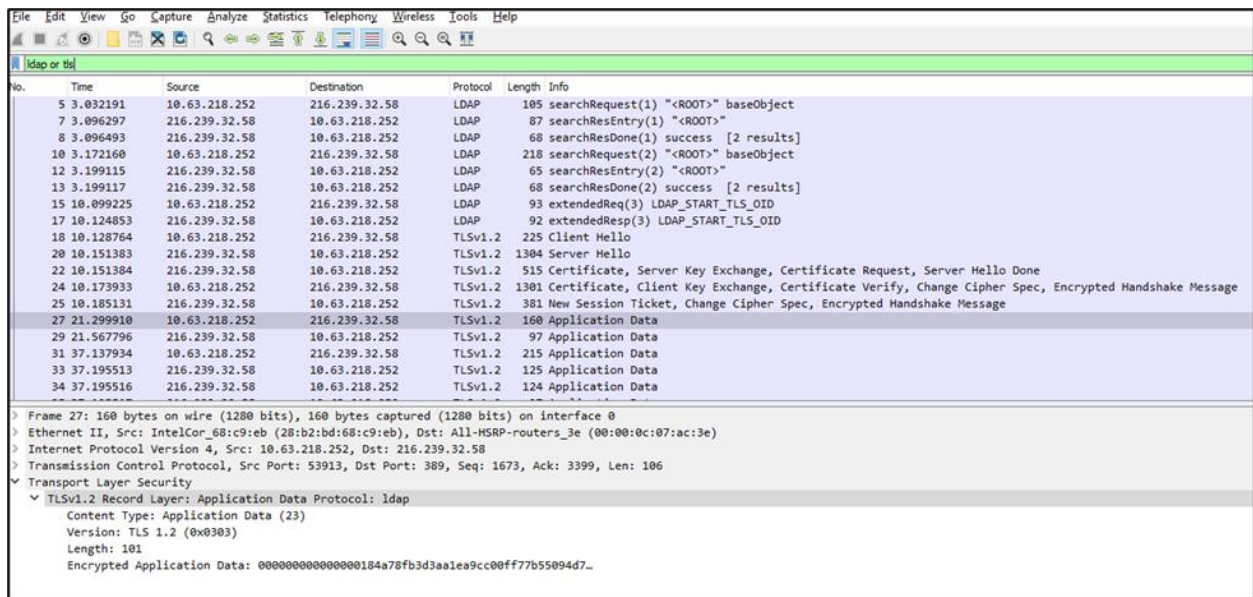 File Edit View Go Capture Analyze Statistics Telephony Wireless Tools Help
ldap or tls
No. Time Source Destination Protocol Length Info
5 3.032191 10.63.218.252 216.239.32.58 LDAP 105 searchRequest(1) "<ROOT>" baseObject
7 3.096297 216.239.32.58 10.63.218.252 LDAP 87 searchResEntry(1) "<ROOT>"
8 3.096493 216.239.32.58 10.63.218.252 LDAP 68 searchResDone(1) success [2 results]
10 3.172160 10.63.218.252 216.239.32.58 LDAP 218 searchRequest(2) "<ROOT>" baseObject
12 3.199115 216.239.32.58 10.63.218.252 LDAP 65 searchResEntry(2) "<ROOT>"
13 3.199117 216.239.32.58 10.63.218.252 LDAP 68 searchResDone(2) success [2 results]
15 10.099225 10.63.218.252 216.239.32.58 LDAP 93 extendedReq(3) LDAP_START_TLS_OID
17 10.124853 216.239.32.58 10.63.218.252 LDAP 92 extendedResp(3) LDAP_START_TLS_OID
18 10.128764 10.63.218.252 216.239.32.58 TLSv1.2 225 Client Hello
20 10.151383 216.239.32.58 10.63.218.252 TLSv1.2 1304 Server Hello
22 10.151384 216.239.32.58 10.63.218.252 TLSv1.2 515 Certificate, Server Key Exchange, Certificate Request, Server Hello Done
24 10.173933 10.63.218.252 216.239.32.58 TLSv1.2 1301 Certificate, Client Key Exchange, Certificate Verify, Change Cipher Spec, Encrypted Handshake Message
25 10.185131 216.239.32.58 10.63.218.252 TLSv1.2 381 New Session Ticket, Change Cipher Spec, Encrypted Handshake Message
27 21.299910 10.63.218.252 216.239.32.58 TLSv1.2 160 Application Data
29 21.567796 216.239.32.58 10.63.218.252 TLSv1.2 97 Application Data
31 37.137934 10.63.218.252 216.239.32.58 TLSv1.2 215 Application Data
33 37.195513 216.239.32.58 10.63.218.252 TLSv1.2 125 Application Data
34 37.195516 216.239.32.58 10.63.218.252 TLSv1.2 124 Application Data
> Frame 27: 160 bytes on wire (1280 bits), 160 bytes captured (1280 bits) on interface 0
> Ethernet II, Src: IntelCor_68:c9:eb (28:b2:bd:68:c9:eb), Dst: All-HSRP-routers_3e (00:00:0c:07:ac:3e)
> Internet Protocol Version 4, Src: 10.63.218.252, Dst: 216.239.32.58
> Transmission Control Protocol, Src Port: 53913, Dst Port: 389, Seq: 1673, Ack: 3399, Len: 106
Transport Layer Security
TLSv1.2 Record Layer: Application Data Protocol: ldap
Content Type: Application Data (23)
Version: TLS 1.2 (0x0303)
Length: 101
Encrypted Application Data: 000000000000000184a78fb3d3aa1ea9cc00ff77b55094d7…